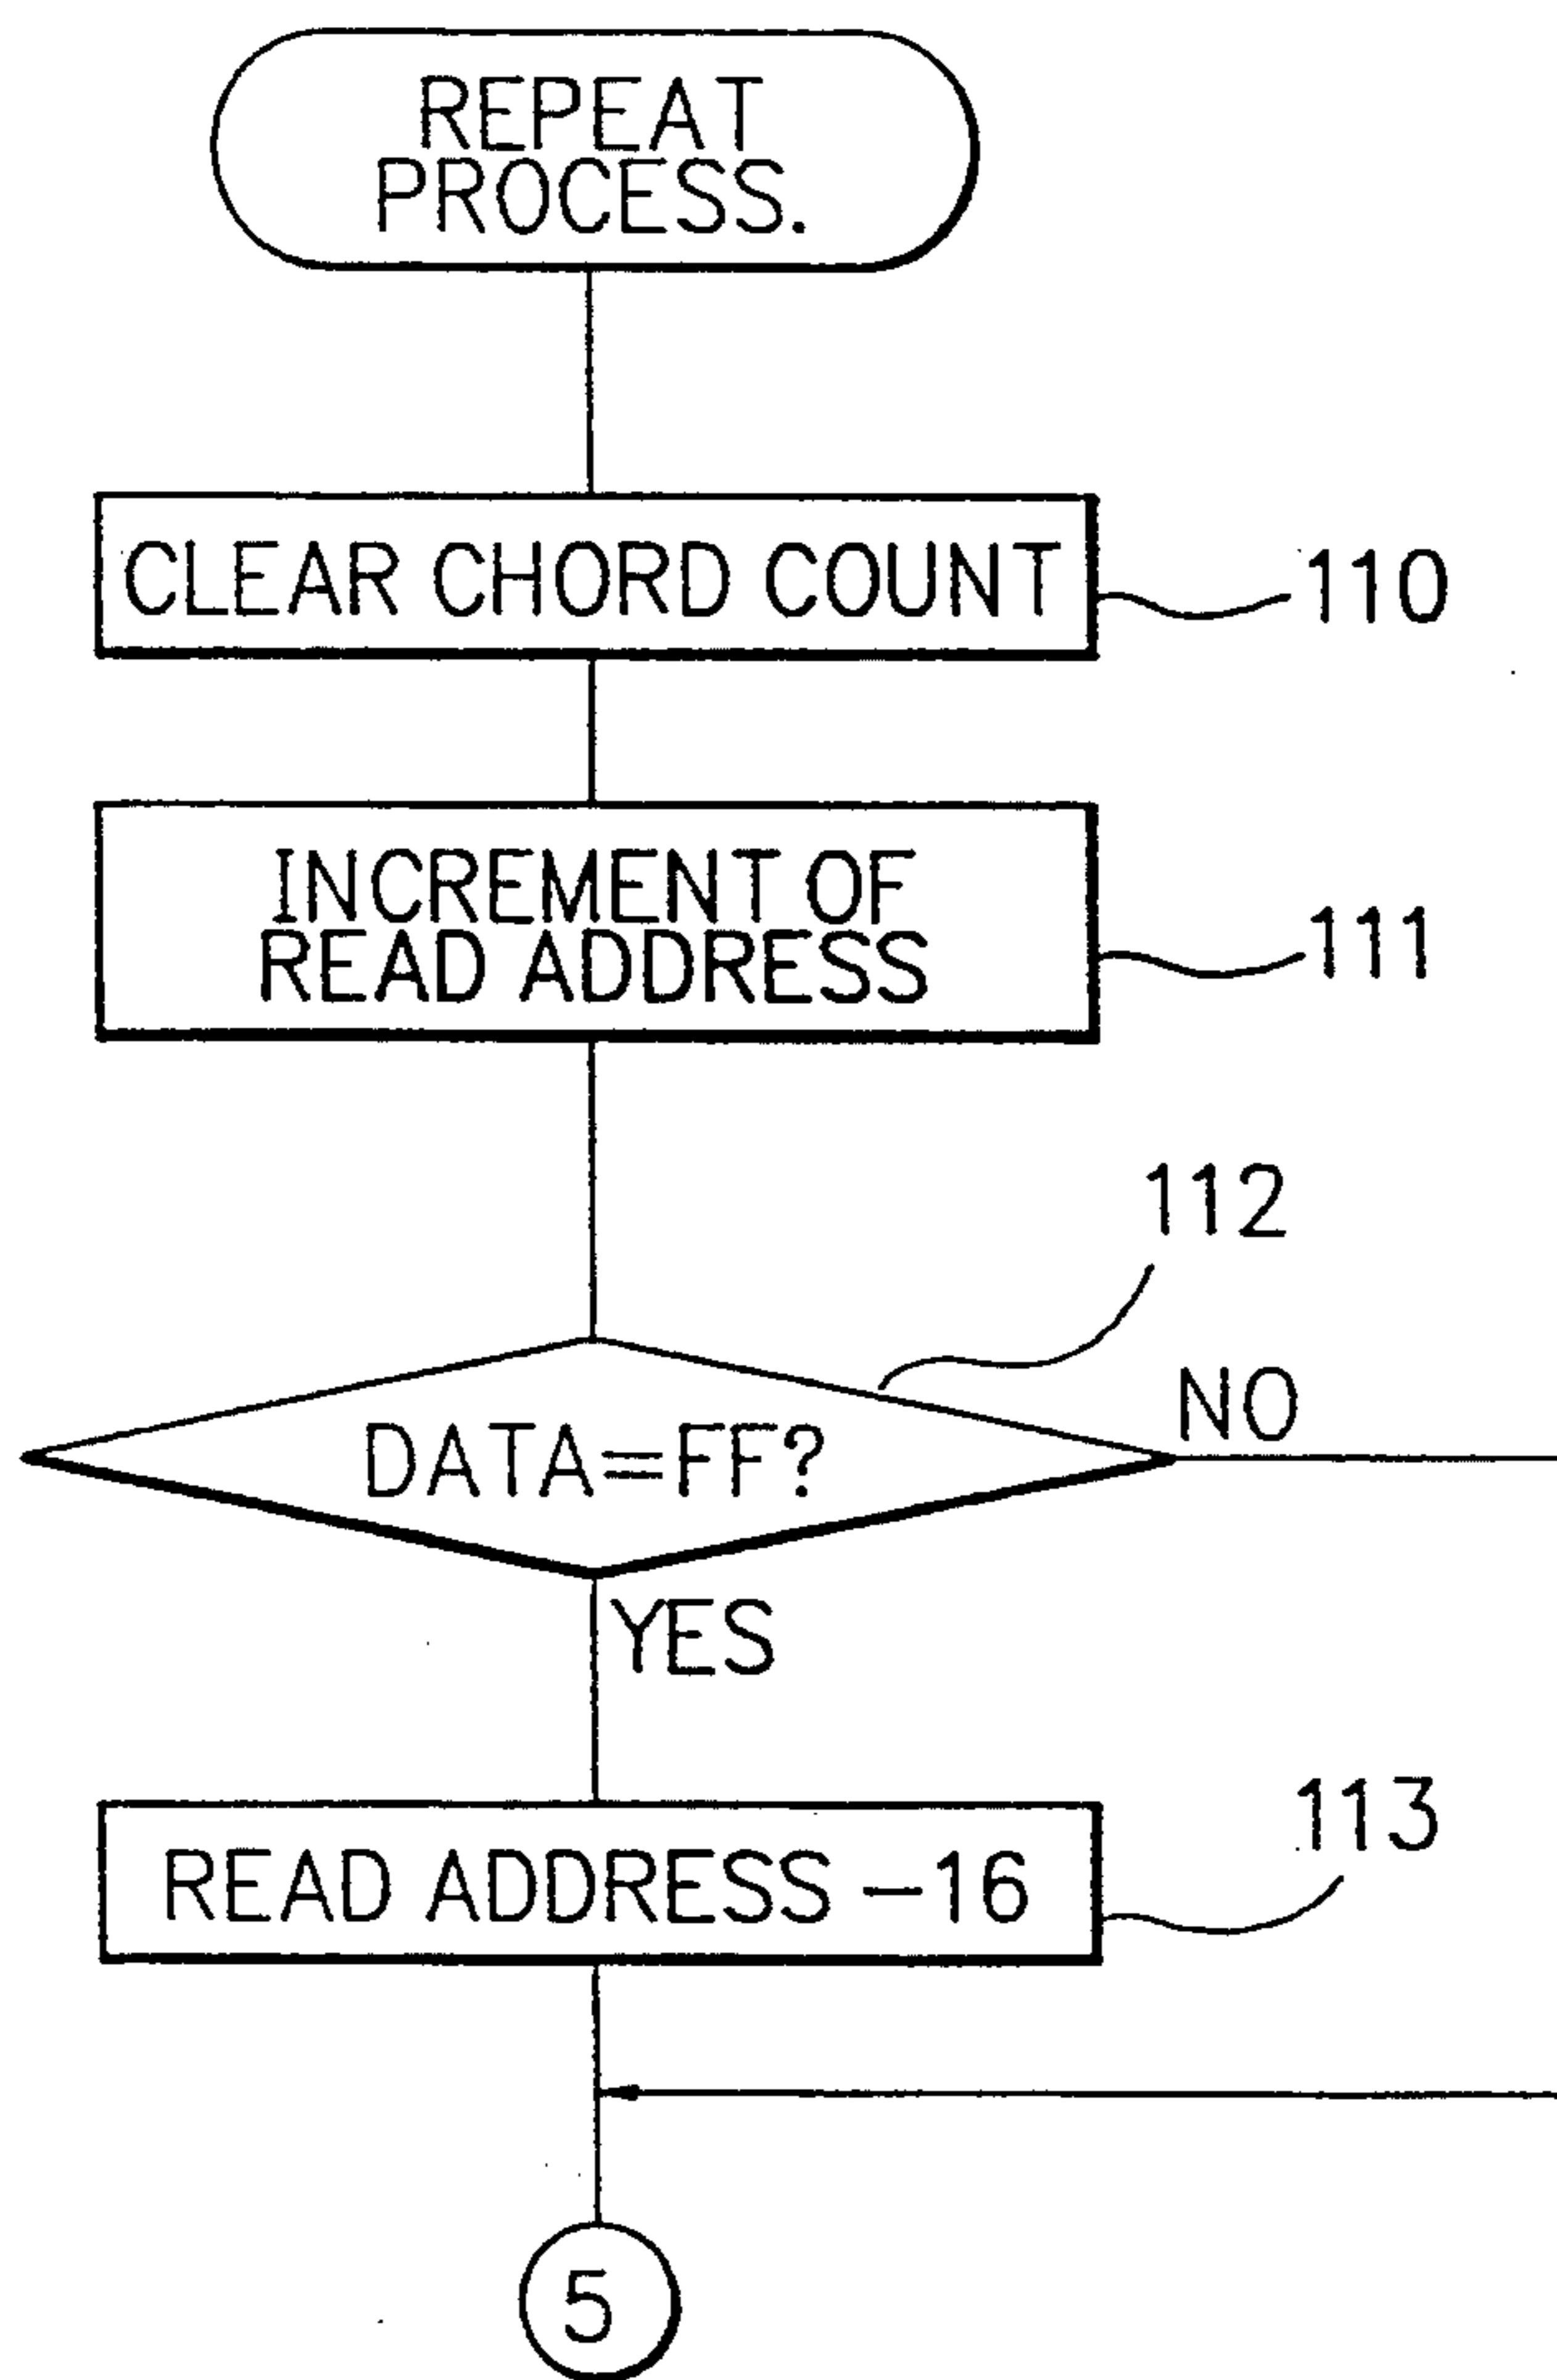 REPEAT
PROCESS.
CLEAR CHORD COUNT
110
INCREMENT OF
READ ADDRESS
111
112
DATA=FF?
NO
YES
READ ADDRESS -16
113
5